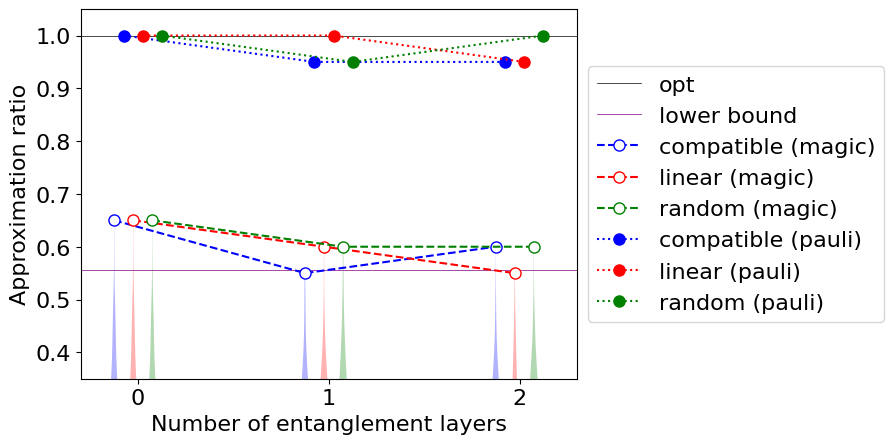 1.0
0.9
0.8
0.7
0.6
0.5
0.4
Approximation ratio
0
1
2
Number of entanglement layers
opt
lower bound
compatible (magic)
linear (magic)
random (magic)
compatible (pauli)
linear (pauli)
random (pauli)